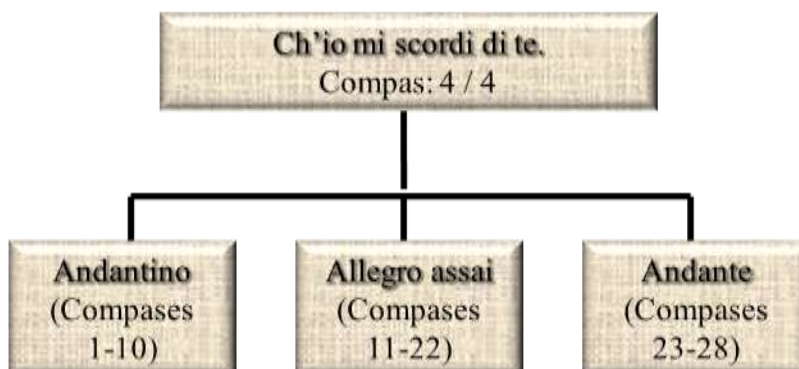 Ch'io mi scordi di te.
Compas: 4 / 4
Andantino
(Compases
1-10)
Allegro assai
(Compases
11-22)
Andante
(Compases
23-28)